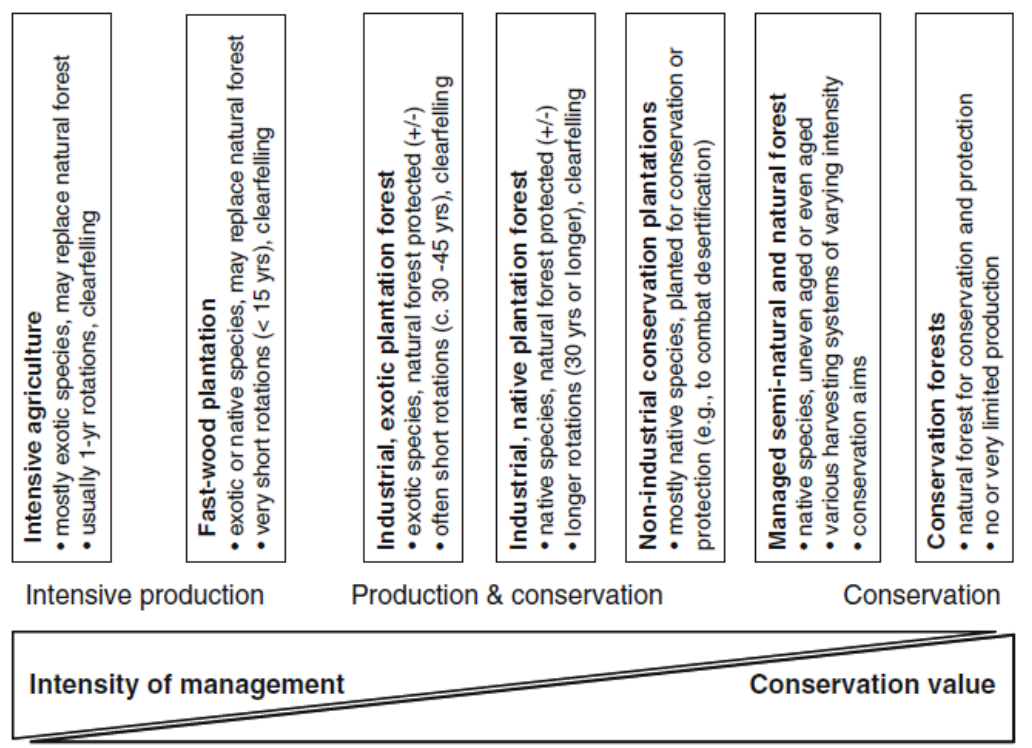 Intensive agriculture
• mostly exotic species, may replace natural forest
• usually 1-yr rotations, clearfelling
Fast-wood plantation
• exotic or native species, may replace natural forest
• very short rotations (< 15 yrs), clearfelling
Industrial, exotic plantation forest
• exotic species, natural forest protected (+/-)
• often short rotations (c. 30 -45 yrs), clearfelling
Industrial, native plantation forest
• native species, natural forest protected (+/-)
• longer rotations (30 yrs or longer), clearfelling
Non-industrial conservation plantations
• mostly native species, planted for conservation or
protection (e.g., to combat desertification)
Managed semi-natural and natural forest
• native species, uneven aged or even aged
• various harvesting systems of varying intensity
• conservation aims
Conservation forests
• natural forest for conservation and protection
• no or very limited production
Intensive production
Production & conservation
Conservation
Intensity of management
Conservation value